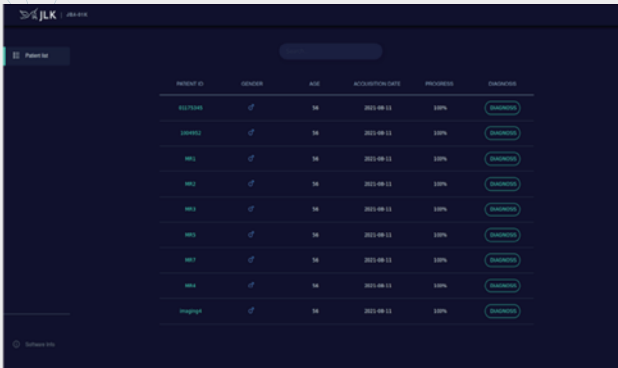 JLK | JBA-01K
Patient list
Search
PATIENT ID GENDER AGE ACQUISITION DATE PROGRESS DIAGNOSIS
56 2021-08-11 100% DIAGNOSIS
56 2021-08-11 100% DIAGNOSIS
MR1 56 2021-08-11 100% DIAGNOSIS
MR2 56 2021-08-11 100% DIAGNOSIS
MR3 56 2021-08-11 100% DIAGNOSIS
MR5 56 2021-08-11 100% DIAGNOSIS
MR7 56 2021-08-11 100% DIAGNOSIS
MR4 56 2021-08-11 100% DIAGNOSIS
imaging4 56 2021-08-11 100% DIAGNOSIS
Software Info